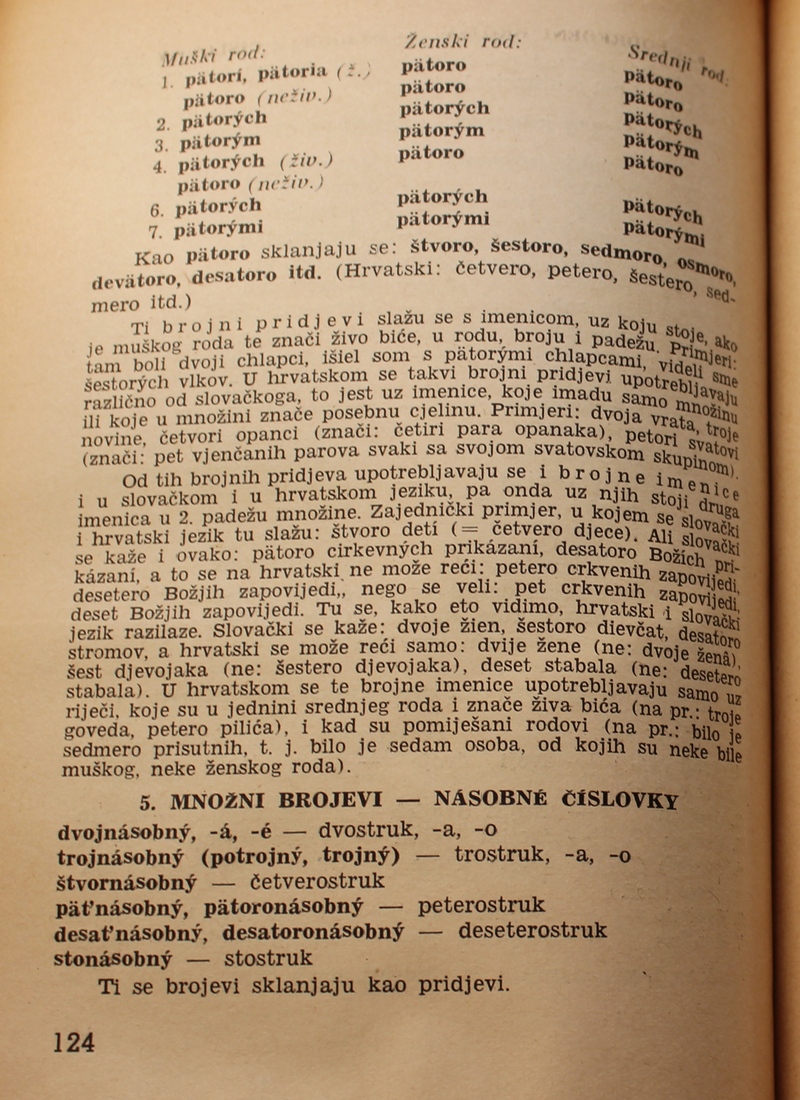 Muški rod: Ženski rod: Srednji rod:
1. pätori, pätoria (ž.) pätoro pätoro
pätoro (neživ.) pätoro pätoro
2. pätorých pätorých pätorých
3. pätorým pätorým pätorým
4. pätorých (živ.) pätoro pätoro
pätoro (neživ.)
6. pätorých pätorých pätorých
7. pätorými pätorými pätorými
Kao pätoro sklanjaju se: štvoro, šestoro, sedmoro, osmoro,
devätoro, desatoro itd. (Hrvatski: četvero, petero, šestero, sed-
mero itd.)
Ti brojni pridjevi slažu se s imenicom, uz koju stoje, ako
je muškog roda te znači živo biće, u rodu, broju i padežu. Primjeri:
tam boli dvoji chlapci, išiel som s pätorými chlapcami, videli sme
šestorých vlkov. U hrvatskom se takvi brojni pridjevi upotrebljavaju
različno od slovačkoga, to jest uz imenice, koje imadu samo množinu
ili koje u množini znače posebnu cjelinu. Primjeri: dvoja vrata, troje
novine, četvori opanci (znači: četiri para opanaka), petori svatovi
(znači: pet vjenčanih parova svaki sa svojom svatovskom skupinom).
Od tih brojnih pridjeva upotrebljavaju se i brojne imenice
i u slovačkom i u hrvatskom jeziku, pa onda uz njih stoji druga
imenica u 2. padežu množine. Zajednički primjer, u kojem se slovački
i hrvatski jezik tu slažu: štvoro detí (= četvero djece). Ali slovački
se kaže i ovako: pätoro cirkevných prikázaní, desatoro Božích pri-
kázaní, a to se na hrvatski ne može reći: petero crkvenih zapovijedi,
desetero Božjih zapovijedi,, nego se veli: pet crkvenih zapovijedi,
deset Božjih zapovijedi. Tu se, kako eto vidimo, hrvatski i slovački
jezik razilaze. Slovački se kaže: dvoje žien, šestoro dievčat, desatoro
stromov, a hrvatski se može reći samo: dvije žene (ne: dvoje žena),
šest djevojaka (ne: šestero djevojaka), deset stabala (ne: desetero
stabala). U hrvatskom se te brojne imenice upotrebljavaju samo uz
riječi, koje su u jednini srednjeg roda i znače živa bića (na pr.: troje
goveda, petero pilića), i kad su pomiješani rodovi (na pr.: bilo je
sedmero prisutnih, t. j. bilo je sedam osoba, od kojih su neke bile
muškog, neke ženskog roda).
5. MNOŽNI BROJEVI — NÁSOBNÉ ČÍSLOVKY
dvojnásobný, -á, -é — dvostruk, -a, -o
trojnásobný (potrojný, trojný) — trostruk, -a, -o
štvornásobný — četverostruk
päťnásobný, pätoronásobný — peterostruk
desaťnásobný, desatoronásobný — deseterostruk
stonásobný — stostruk
Ti se brojevi sklanjaju kao pridjevi.
124